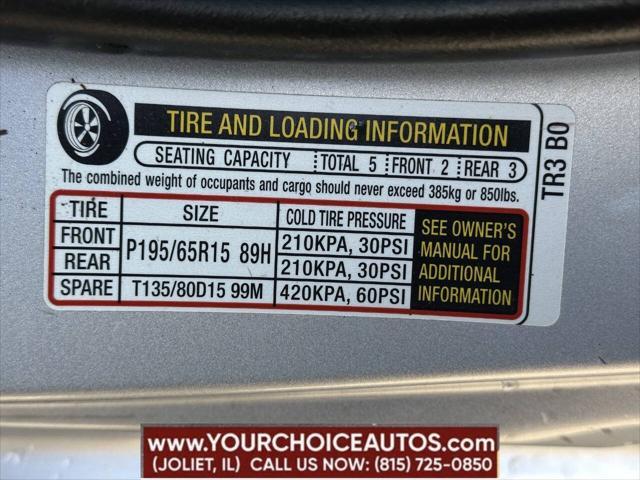 TIRE AND LOADING INFORMATION
SEATING CAPACITY TOTAL 5 FRONT 2 REAR 3
The combined weight of occupants and cargo should never exceed 385kg or 850lbs.
TIRE SIZE COLD TIRE PRESSURE SEE OWNER'S MANUAL FOR ADDITIONAL INFORMATION
FRONT P195/65R15 89H 210KPA, 30PSI
REAR 210KPA, 30PSI
SPARE T135/80D15 99M 420KPA, 60PSI
TR3 B0
WWW.YOURCHOICEAUTOS.COM
(JOLIET, IL) CALL US NOW: (815) 725-0850